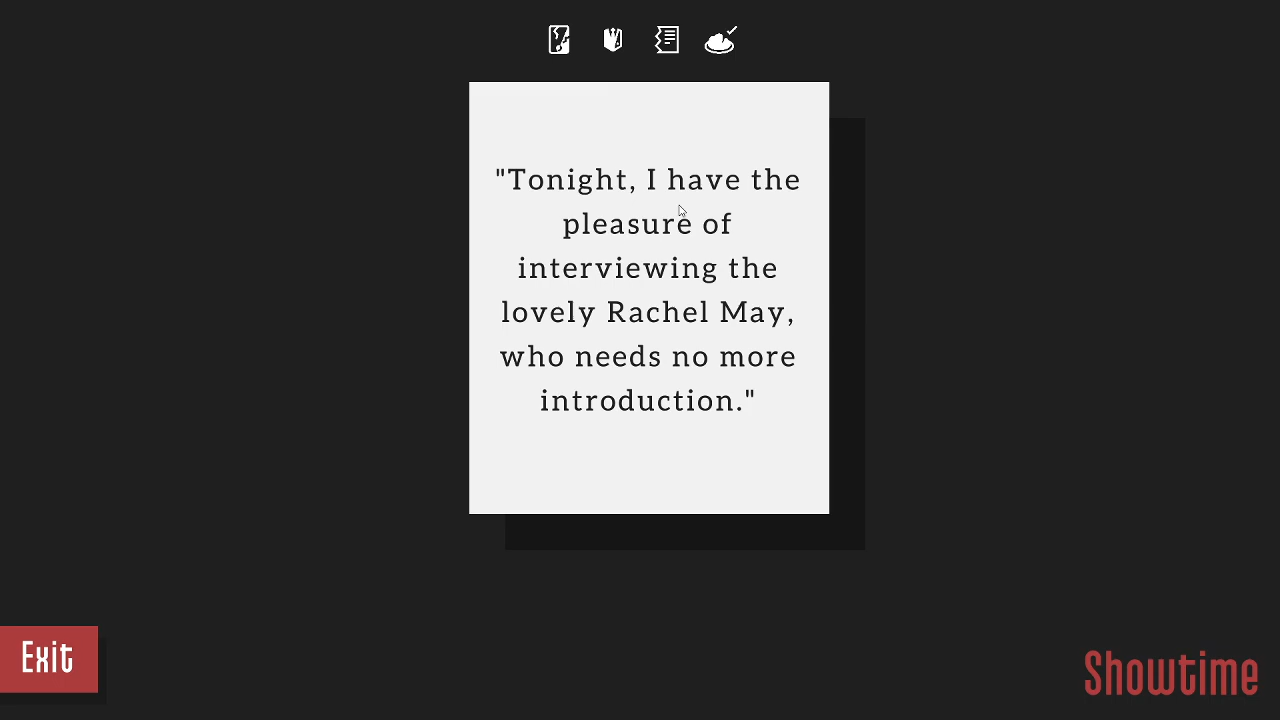 "Tonight, I have the
pleasure of
interviewing the
lovely Rachel May,
who needs no more
introduction."
Exit
Showtime